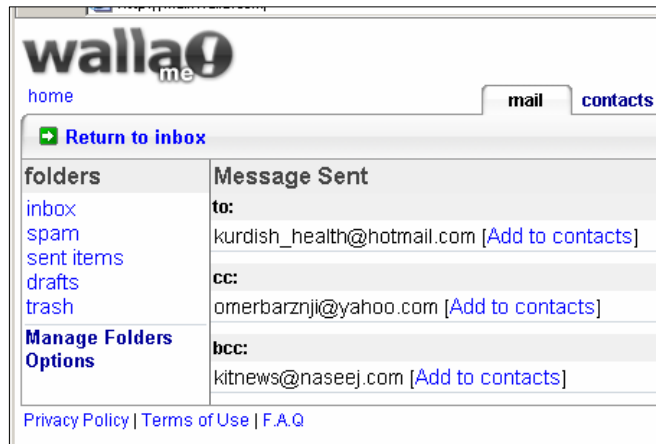 walla!
me
home
mail
contacts
Return to inbox
folders
inbox
spam
sent items
drafts
trash
Manage Folders
Options
Message Sent
to:
kurdish_health@hotmail.com [Add to contacts]
cc:
omerbarznji@yahoo.com [Add to contacts]
bcc:
kitnews@naseej.com [Add to contacts]
Privacy Policy | Terms of Use | F.A.Q